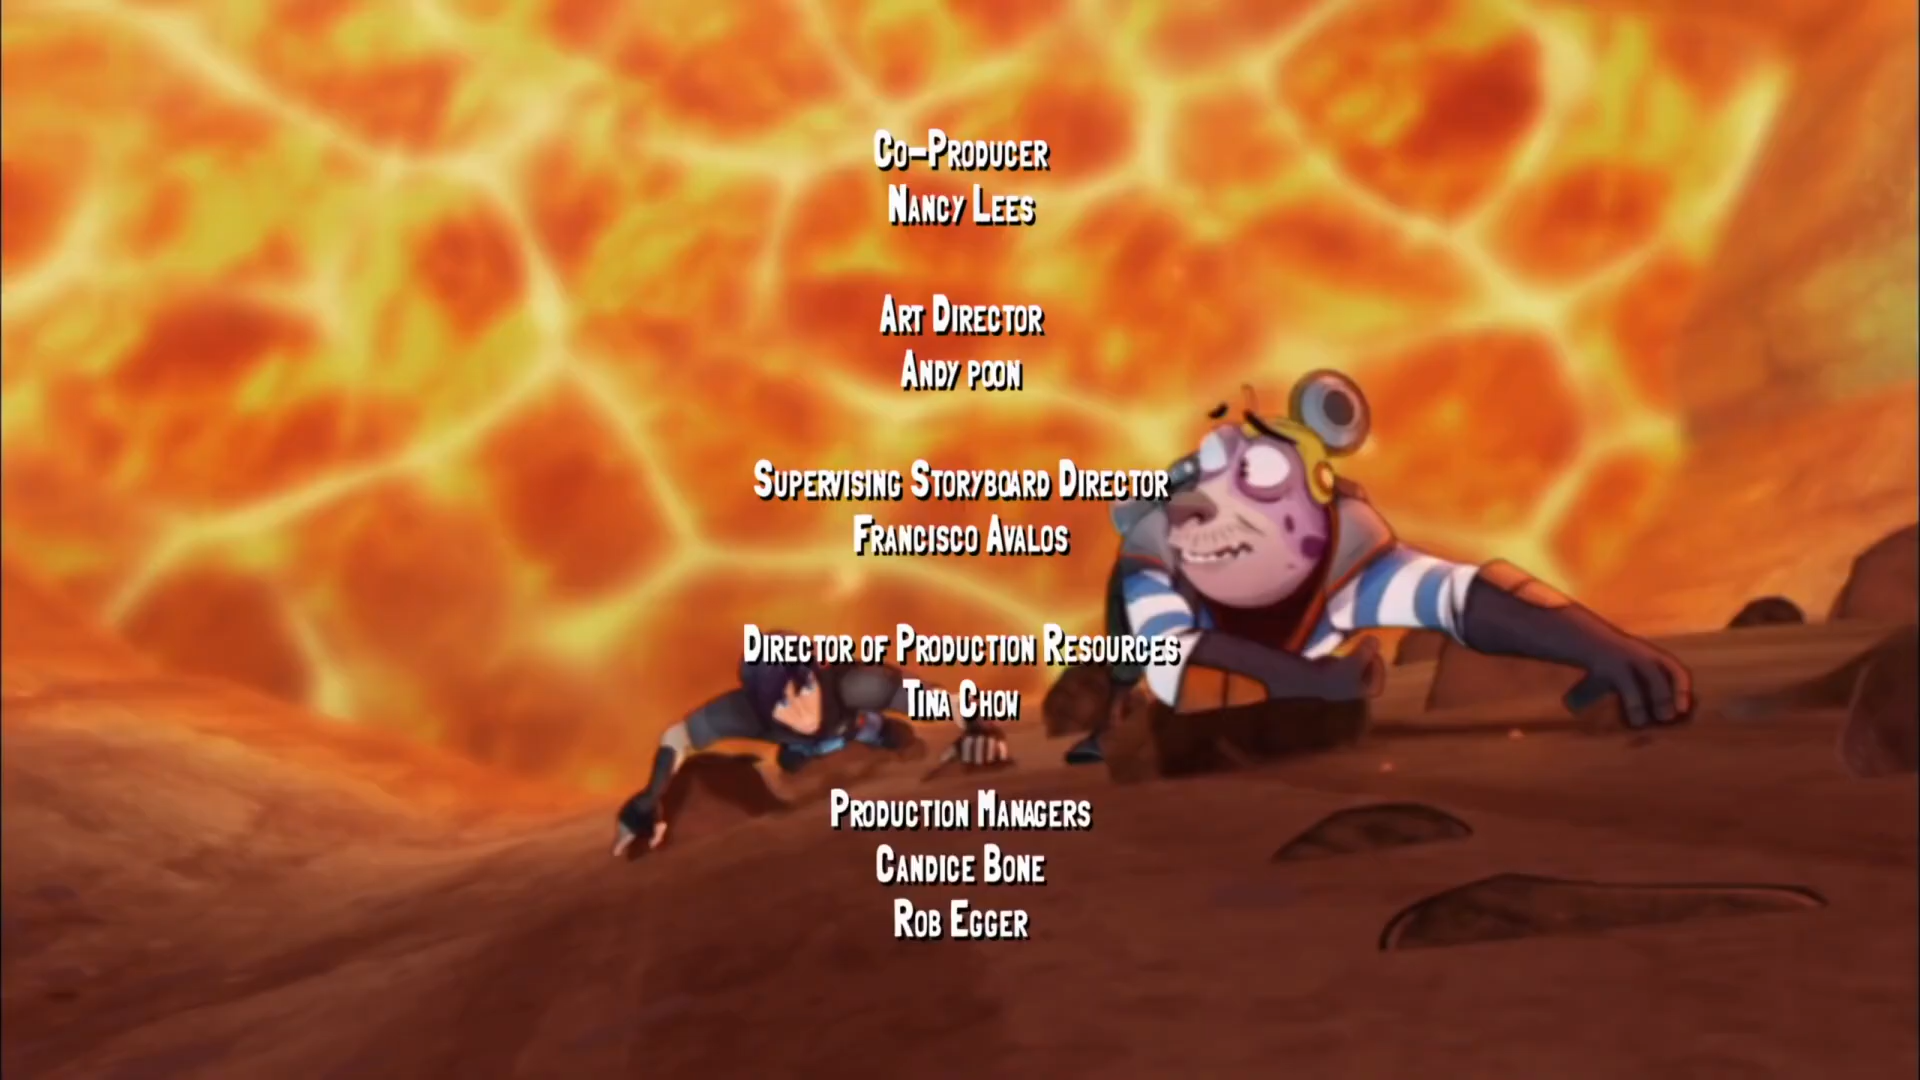 Co-Producer
Nancy Lees
Art Director
Andy poon
Supervising Storyboard Director
Francisco Avalos
Director of Production Resources
Tina Chow
Production Managers
Candice Bone
Rob Egger